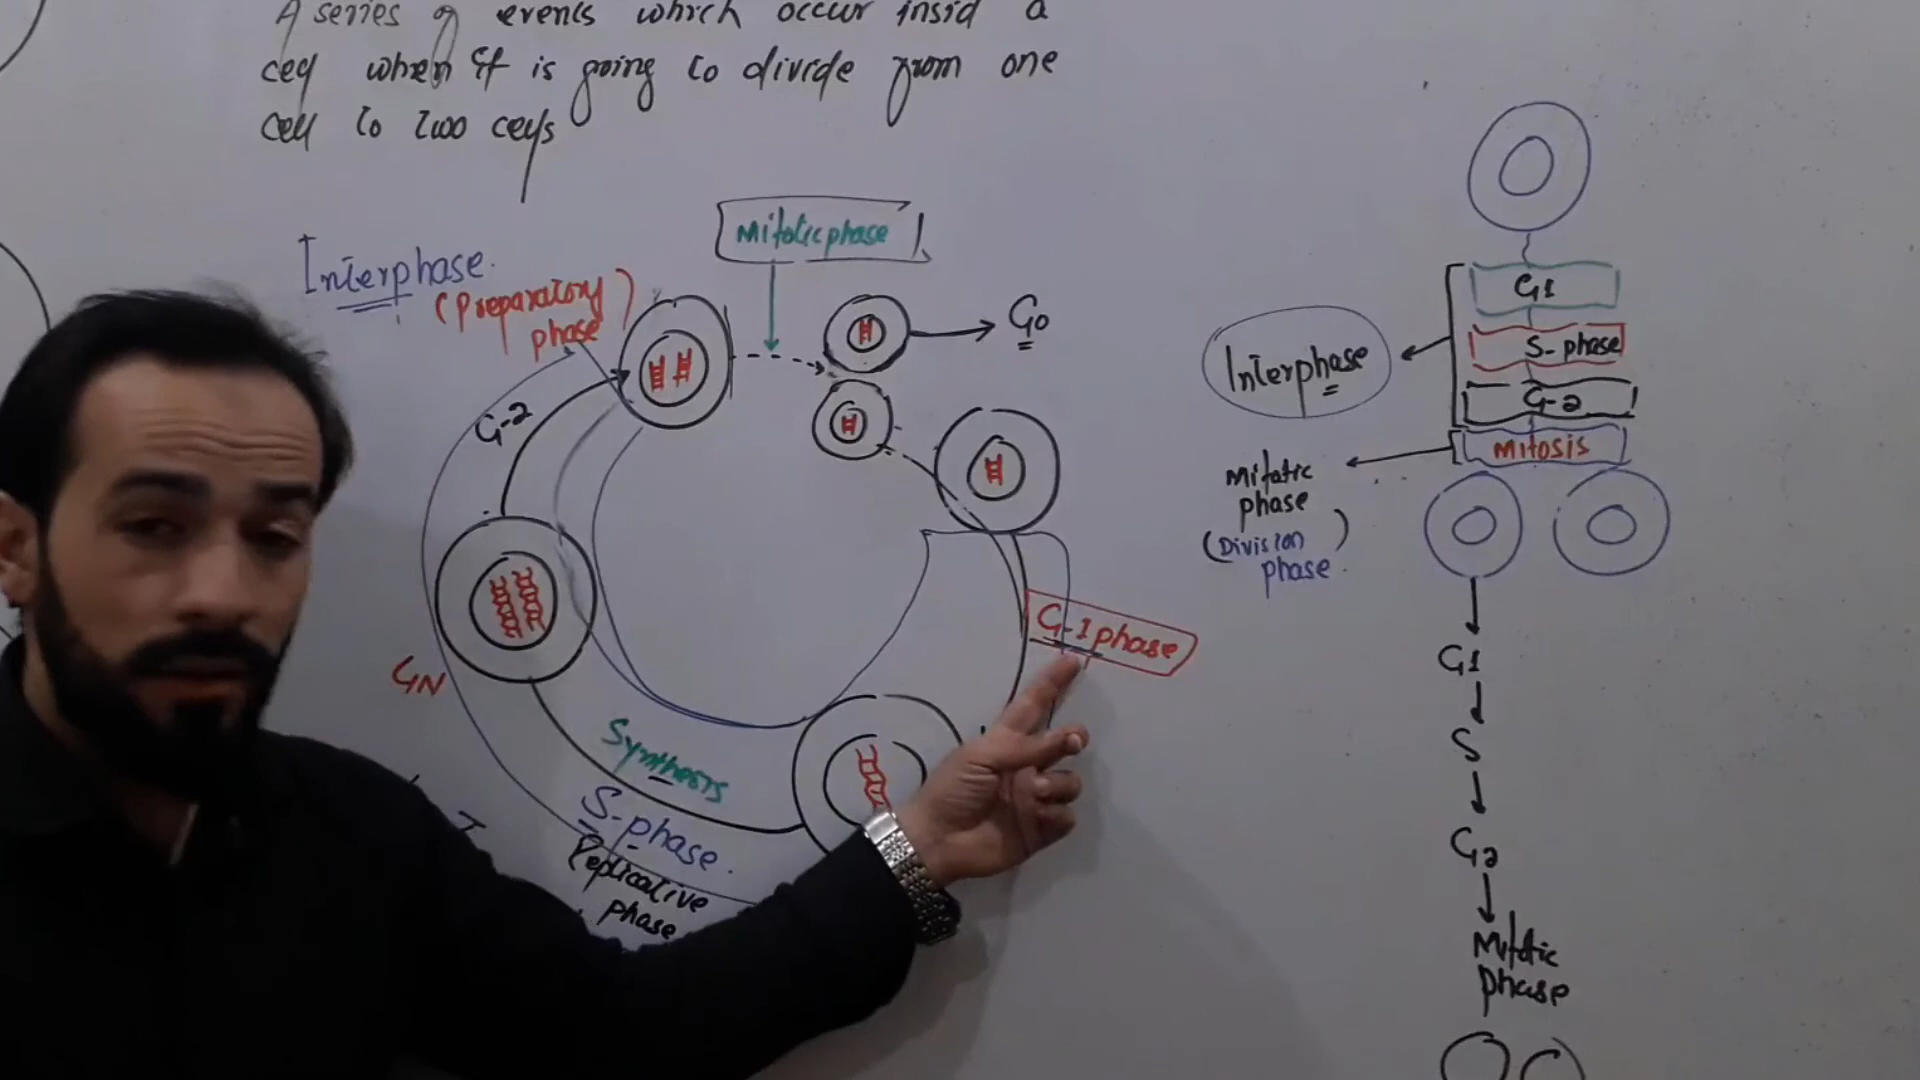 A series of events which occur insid a
cell when it is going to divide from one
cell to two cells
Mitotic phase
Interphase.
(Preparatory
phase)
G0
G-2
G-1 phase
GN
Synthesis
S-phase.
Replicative
phase
G1
S-phase
G-2
Mitosis
Interphase
Mitotic
phase
(Division
phase)
G1
S
G2
Mitotic
phase